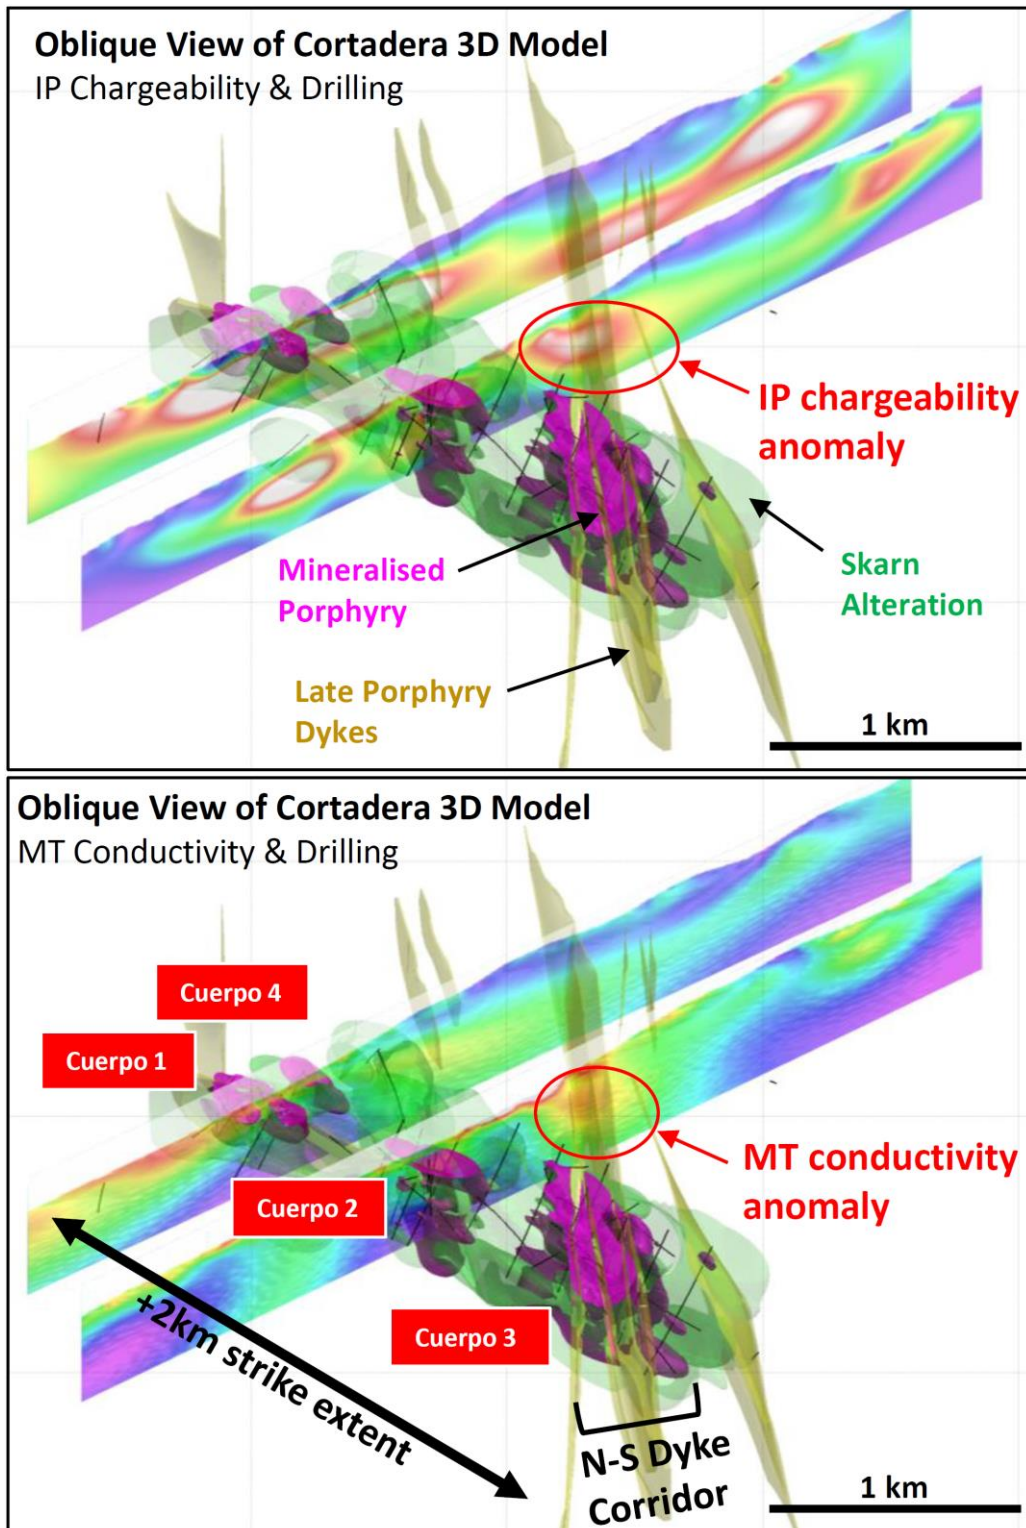 Oblique View of Cortadera 3D Model
IP Chargeability & Drilling
IP chargeability
anomaly
Mineralised
Porphyry
Skarn
Alteration
Late Porphyry
Dykes
1 km
Oblique View of Cortadera 3D Model
MT Conductivity & Drilling
Cuerpo 4
Cuerpo 1
MT conductivity
anomaly
Cuerpo 2
+2km strike extent
Cuerpo 3
N-S Dyke
Corridor
1 km